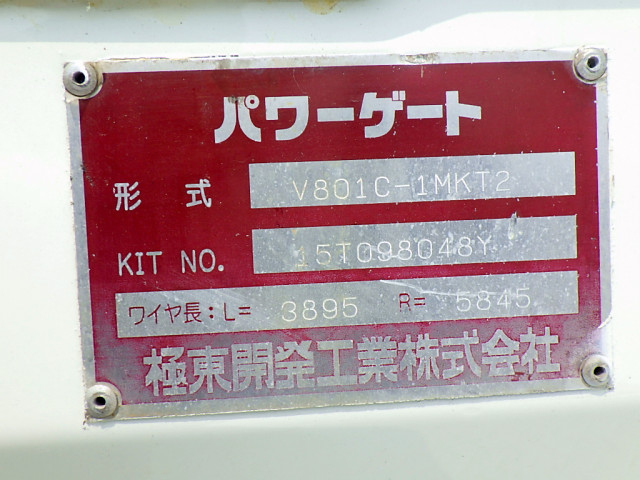 パワーゲート
形式 V801C-1MKT2
KIT NO. 15T098048Y
ワイヤ長:L= 3895 R= 5845
極東開発工業株式会社